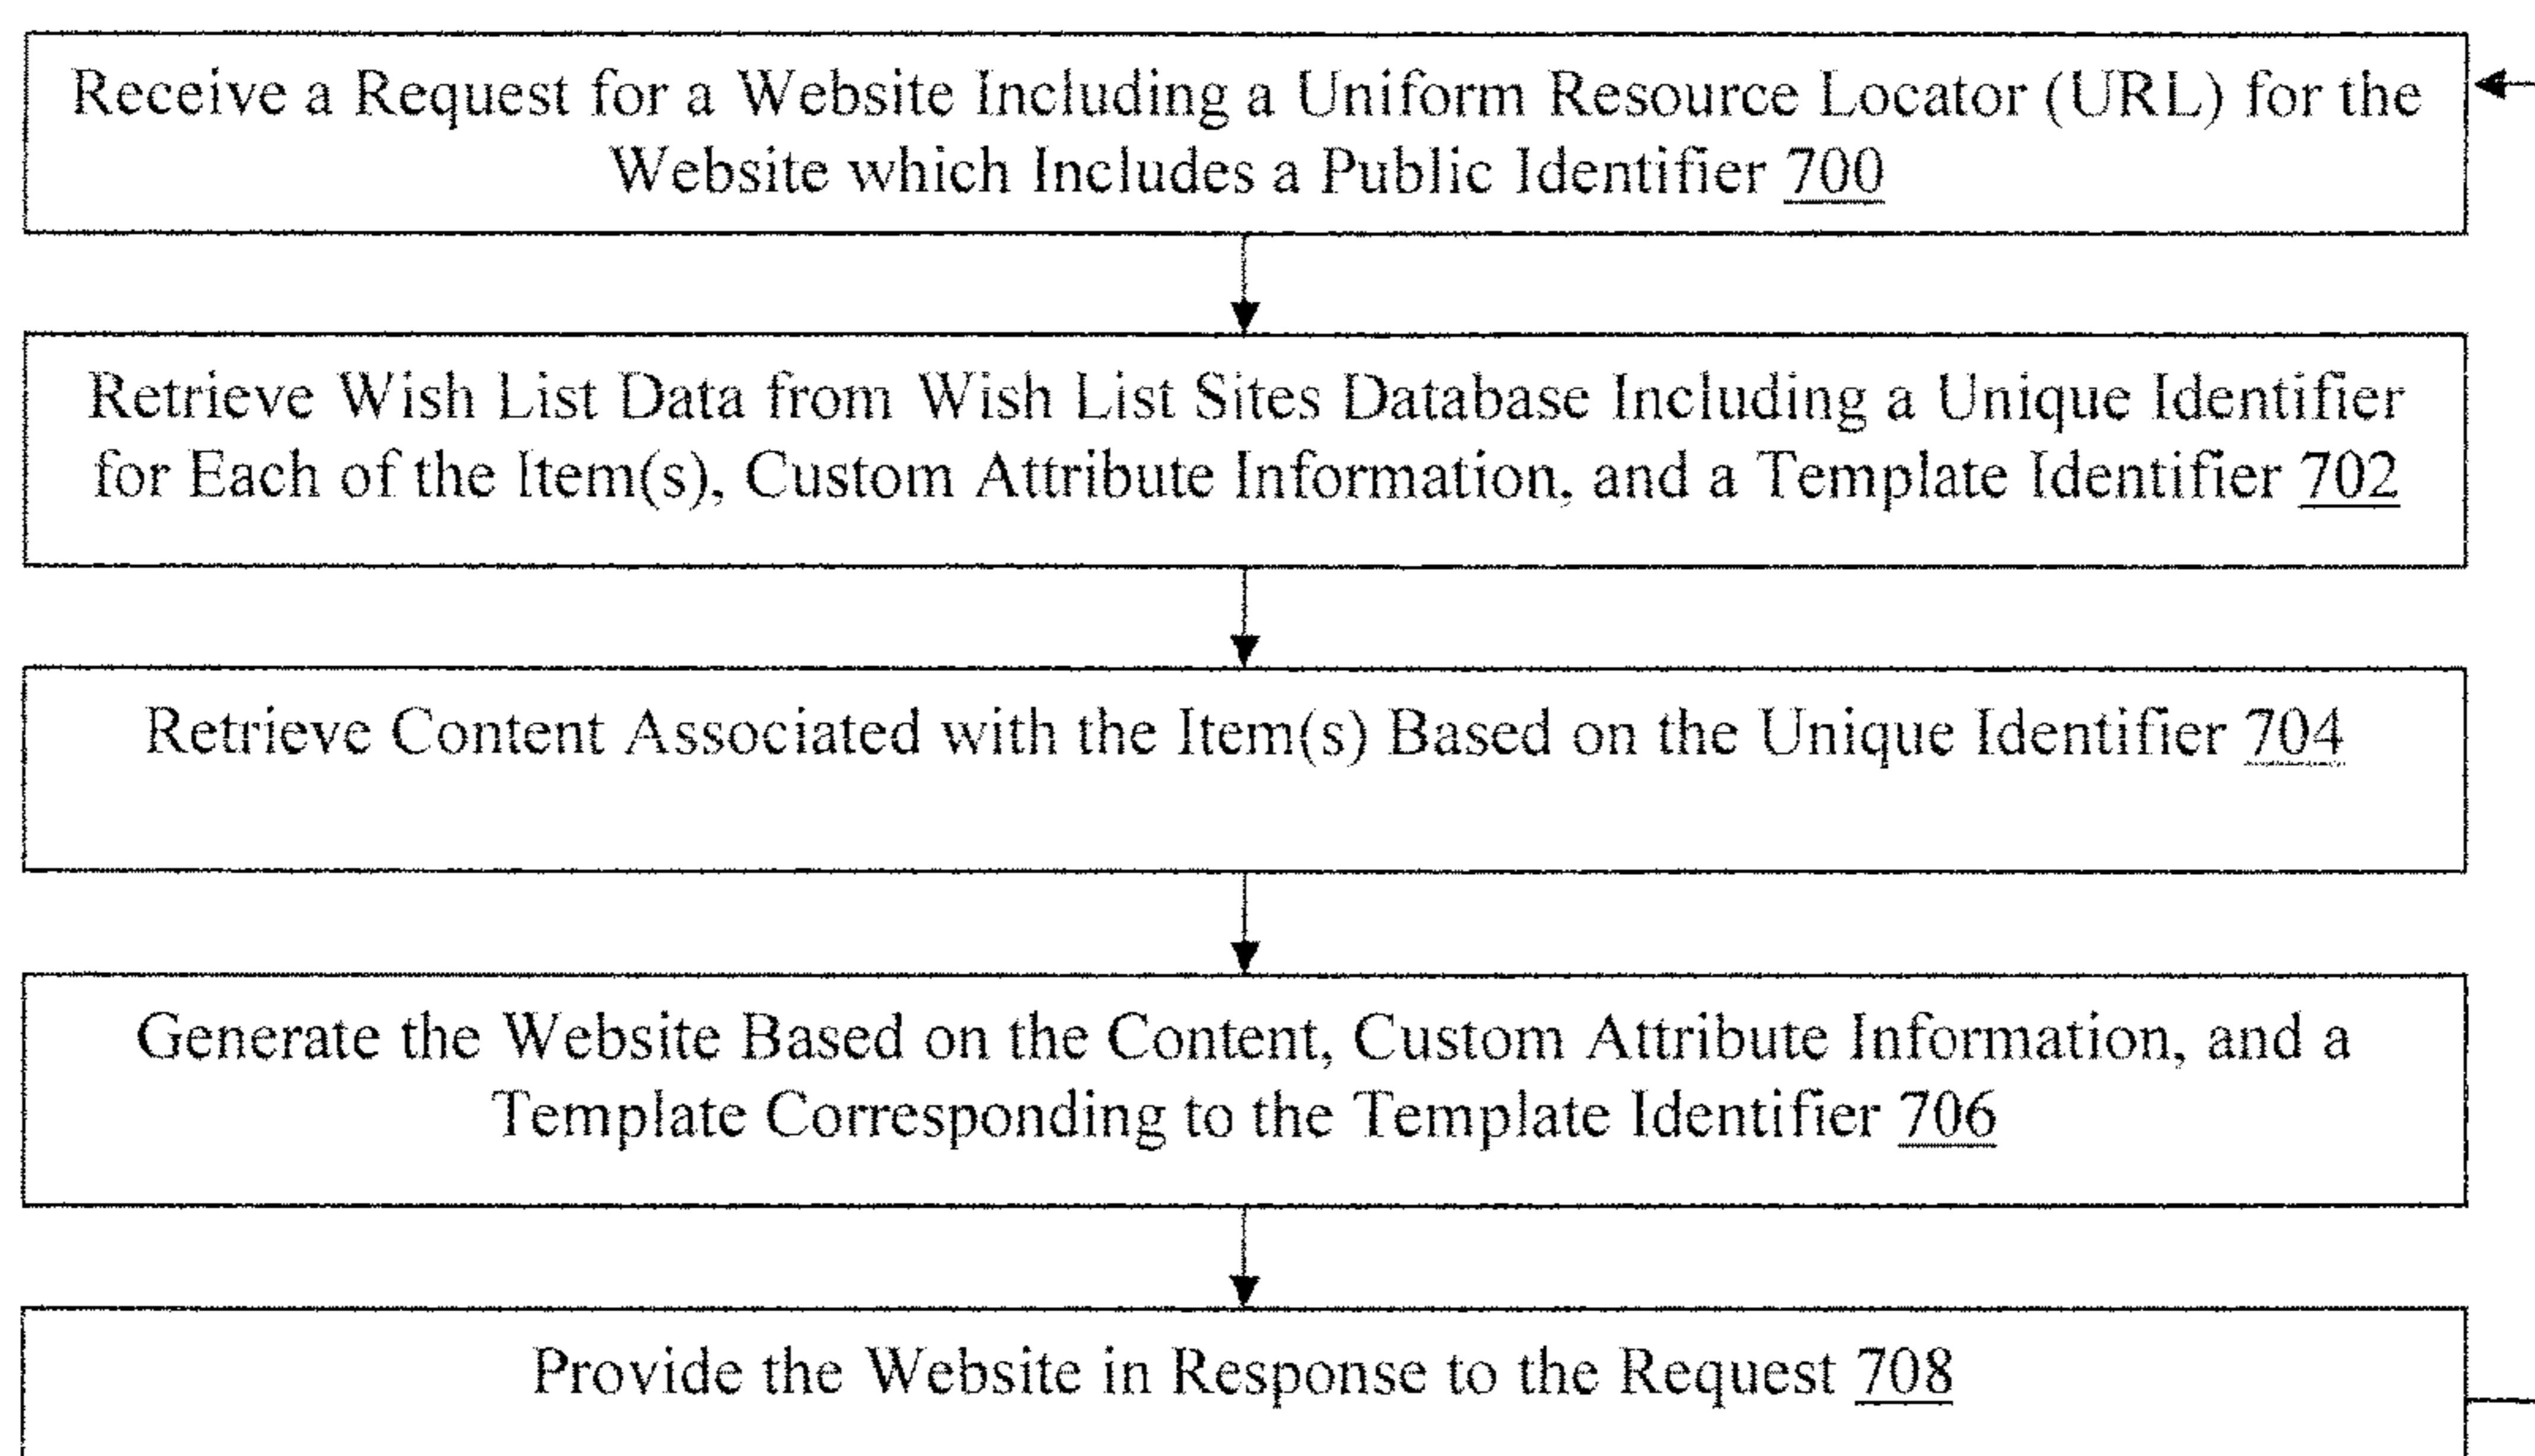 Receive a Request for a Website Including a Uniform Resource Locator (URL) for the
Website which Includes a Public Identifier 700
Retrieve Wish List Data from Wish List Sites Database Including a Unique Identifier
for Each of the Item(s), Custom Attribute Information, and a Template Identifier 702
Retrieve Content Associated with the Item(s) Based on the Unique Identifier 704
Generate the Website Based on the Content, Custom Attribute Information, and a
Template Corresponding to the Template Identifier 706
Provide the Website in Response to the Request 708